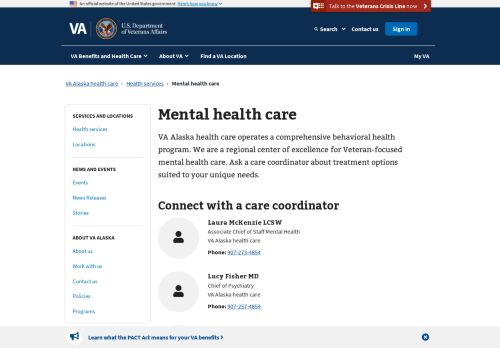 An official website of the United States government Here's how you know
Talk to the Veterans Crisis Line now
VA
U.S. Department
of Veterans Affairs
Search
Contact us
Sign in
VA Benefits and Health Care
About VA
Find a VA Location
My VA
VA Alaska health care › Health services › Mental health care
SERVICES AND LOCATIONS
Health services
Locations
NEWS AND EVENTS
Events
News Releases
Stories
ABOUT VA ALASKA
About us
Work with us
Contact us
Policies
Programs
Mental health care
VA Alaska health care operates a comprehensive behavioral health
program. We are a regional center of excellence for Veteran-focused
mental health care. Ask a care coordinator about treatment options
suited to your unique needs.
Connect with a care coordinator
Laura McKenzie LCSW
Associate Chief of Staff Mental Health
VA Alaska health care
Phone: 907-273-4854
Lucy Fisher MD
Chief of Psychiatry
VA Alaska health care
Phone: 907-257-4854
Learn what the PACT Act means for your VA benefits